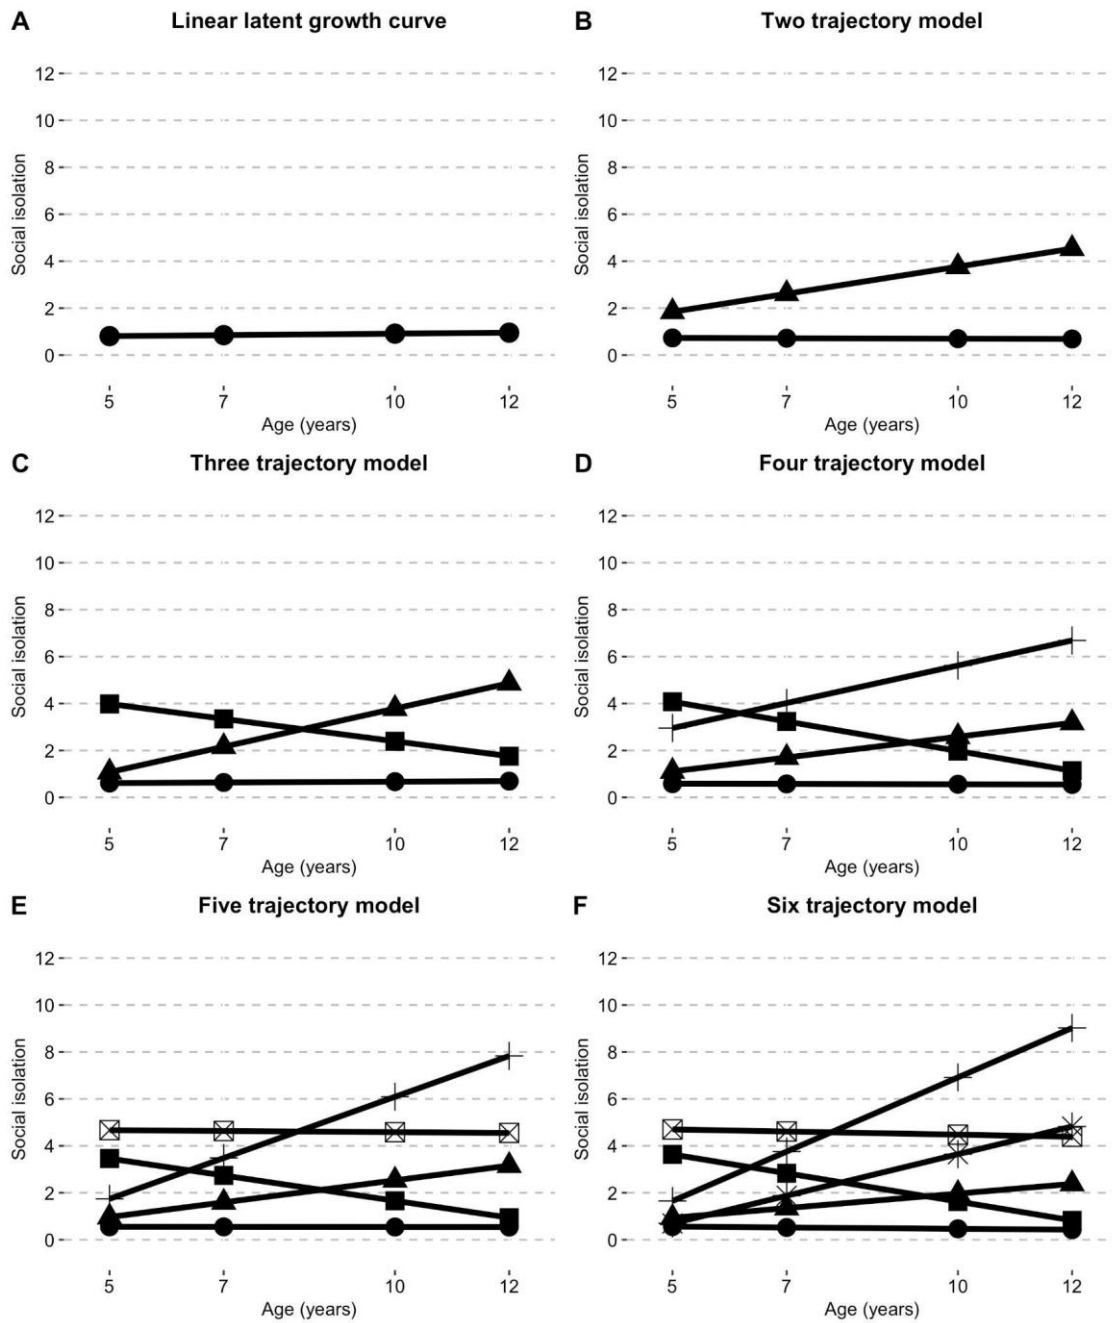 A Linear latent growth curve
12
10
8
6
4
2
0
Social isolation
5 7 10 12
Age (years)
B Two trajectory model
12
10
8
6
4
2
0
Social isolation
5 7 10 12
Age (years)
C Three trajectory model
12
10
8
6
4
2
0
Social isolation
5 7 10 12
Age (years)
D Four trajectory model
12
10
8
6
4
2
0
Social isolation
5 7 10 12
Age (years)
E Five trajectory model
12
10
8
6
4
2
0
Social isolation
5 7 10 12
Age (years)
F Six trajectory model
12
10
8
6
4
2
0
Social isolation
5 7 10 12
Age (years)